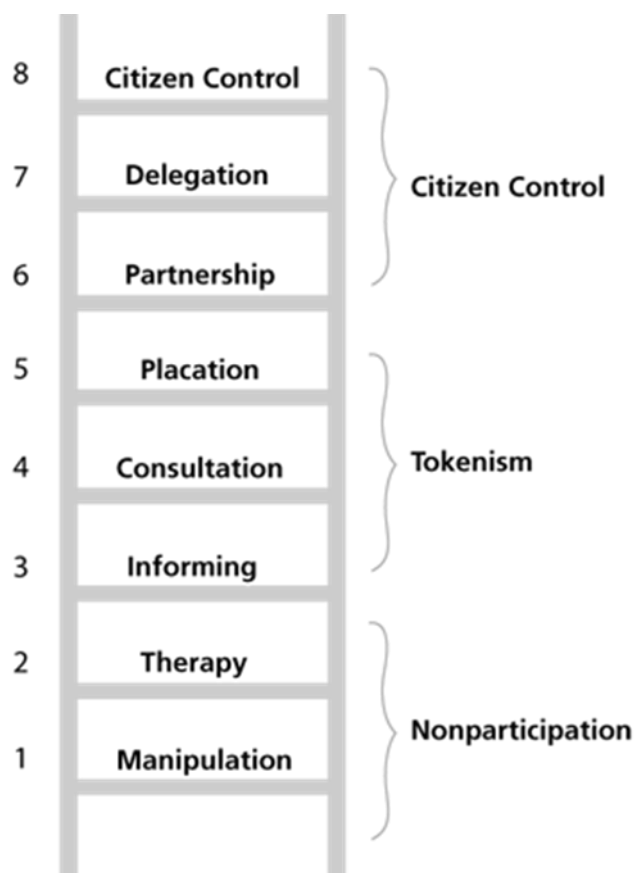 8 Citizen Control
7 Delegation
Citizen Control
6 Partnership
5 Placation
4 Consultation
Tokenism
3 Informing
2 Therapy
Nonparticipation
1 Manipulation